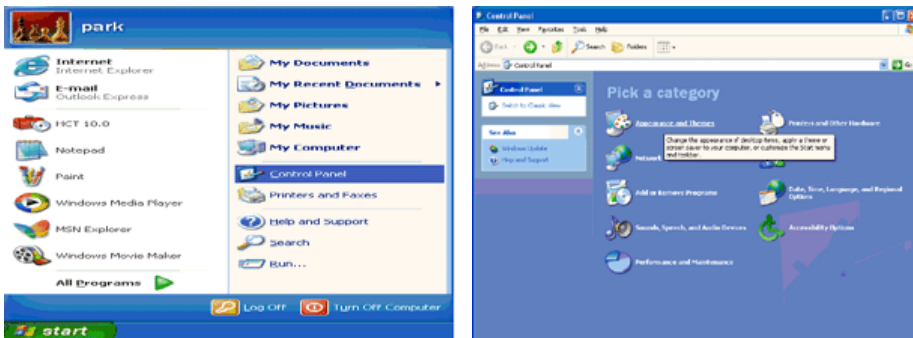 park
Internet
Internet Explorer
E-mail
Outlook Express
HCT 10.0
Notepad
Paint
Windows Media Player
MSN Explorer
Windows Movie Maker
All Programs
My Documents
My Recent Documents
My Pictures
My Music
My Computer
Control Panel
Printers and Faxes
Help and Support
Search
Run...
Log Off
Turn Off Computer
start
Control Panel
File Edit View Favorites Tools Help
Back
Search
Folders
Address
Control Panel
Go
Control Panel
Switch to Classic View
See Also
Windows Update
Help and Support
Pick a category
Appearance and Themes
Printers and Other Hardware
Change the appearance of desktop items, apply a theme or
screen saver to your computer, or customize the Start menu
and taskbar.
Network
Add or Remove Programs
Date, Time, Language, and Regional
Options
Sounds, Speech, and Audio Devices
Accessibility Options
Performance and Maintenance